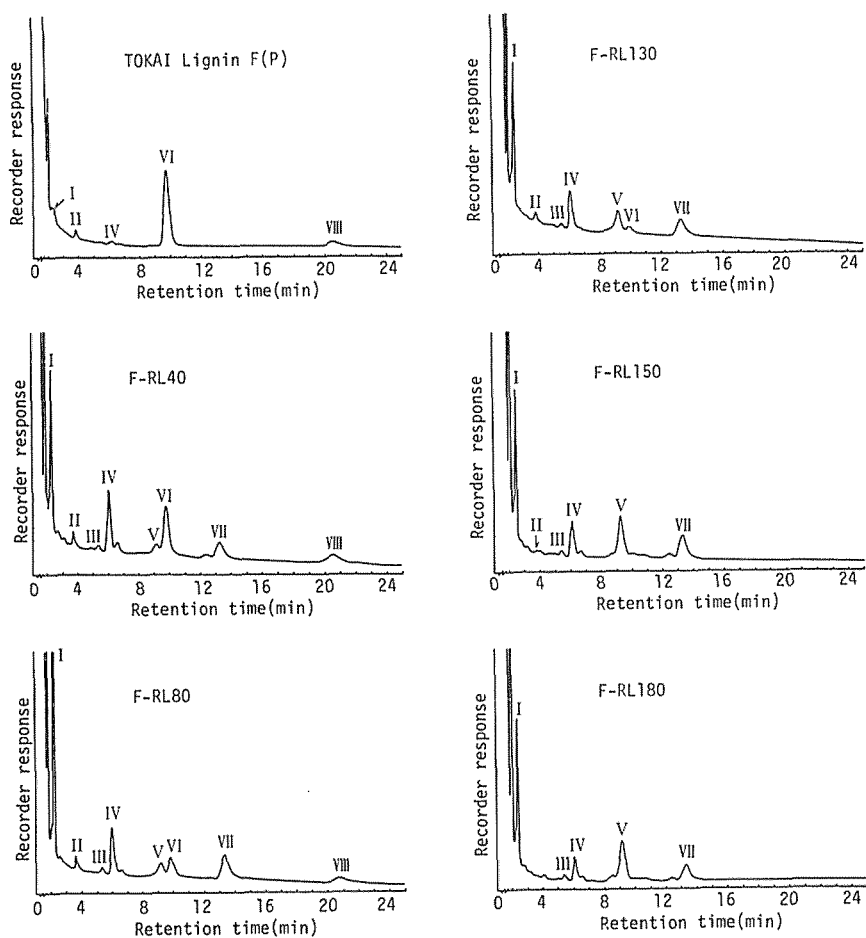 TOKAI Lignin F(P)
Recorder response
I
II
IV
VI
VIII
0 4 8 12 16 20 24
Retention time(min)
F-RL130
Recorder response
I
II
III
IV
V
VI
VII
0 4 8 12 16 20 24
Retention time(min)
F-RL40
Recorder response
I
II
III
IV
V
VI
VII
VIII
0 4 8 12 16 20 24
Retention time(min)
F-RL150
Recorder response
I
II
III
IV
V
VII
0 4 8 12 16 20 24
Retention time(min)
F-RL80
Recorder response
I
II
III
IV
V
VI
VII
VIII
0 4 8 12 16 20 24
Retention time(min)
F-RL180
Recorder response
I
III
IV
V
VII
0 4 8 12 16 20 24
Retention time(min)